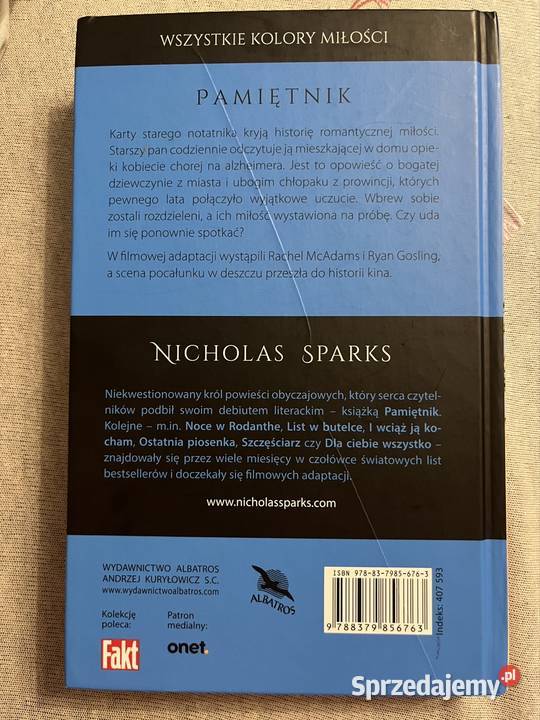 WSZYSTKIE KOLORY MIŁOŚCI
PAMIĘTNIK
Karty starego notatnika kryją historię romantycznej miłości.
Starszy pan codziennie odczytuje ją mieszkającej w domu opie-
ki kobiecie chorej na alzheimera. Jest to opowieść o bogatej
dziewczynie z miasta i ubogim chłopaku z prowincji, których
pewnego lata połączyło wyjątkowe uczucie. Wbrew sobie
zostali rozdzieleni, a ich miłość wystawiona na próbę. Czy uda
im się ponownie spotkać?
W filmowej adaptacji wystąpili Rachel McAdams i Ryan Gosling,
a scena pocałunku w deszczu przeszła do historii kina.
NICHOLAS SPARKS
Niekwestionowany król powieści obyczajowych, który serca czytel-
ników podbił swoim debiutem literackim – książką Pamiętnik.
Kolejne – m.in. Noce w Rodanthe, List w butelce, I wciąż ją ko-
cham, Ostatnia piosenka, Szczęściarz czy Dla ciebie wszystko –
znajdowały się przez wiele miesięcy w czołówce światowych list
bestsellerów i doczekały się filmowych adaptacji.
www.nicholassparks.com
WYDAWNICTWO ALBATROS
ANDRZEJ KURYŁOWICZ S.C.
www.wydawnictwoalbatros.com
ALBATROS
Kolekcję
poleca:
Fakt
Patron
medialny:
onet.
ISBN 978-83-7985-676-3
9 788379 856763
Indeks: 407 593
Sprzedajemy.pl